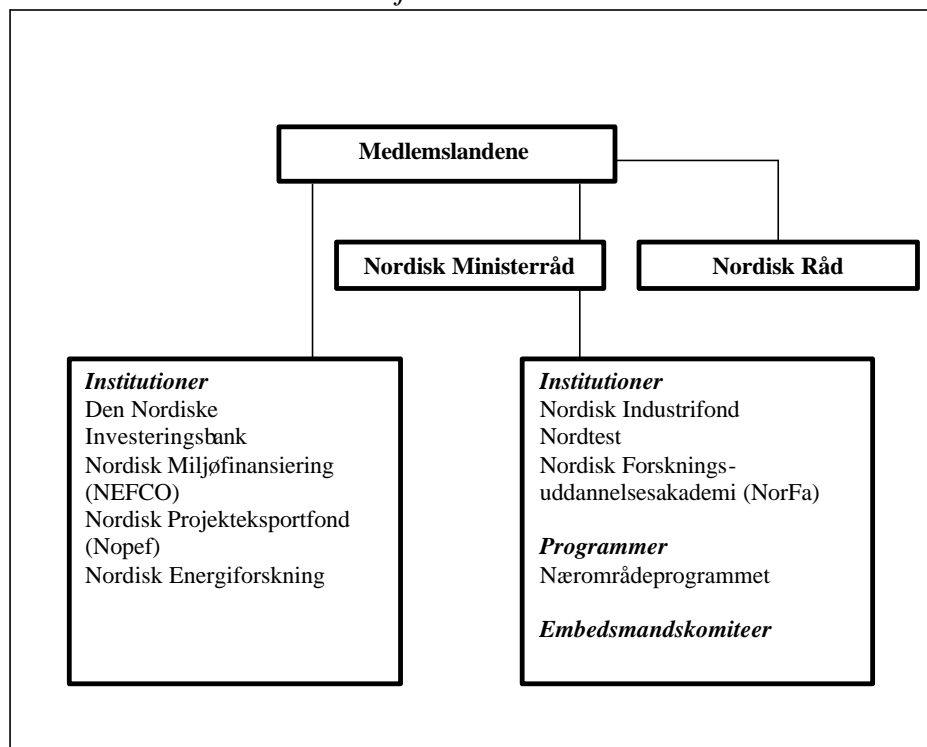 Medlemslandene
Nordisk Ministerråd
Nordisk Råd
Institutioner
Den Nordiske
Investeringsbank
Nordisk Miljøfinansiering
(NEFCO)
Nordisk Projekteksportfond
(Nopef)
Nordisk Energiforskning
Institutioner
Nordisk Industrifond
Nordtest
Nordisk Forsknings-
uddannelsesakademi (NorFa)
Programmer
Nærområdeprogrammet
Embedsmandskomiteer